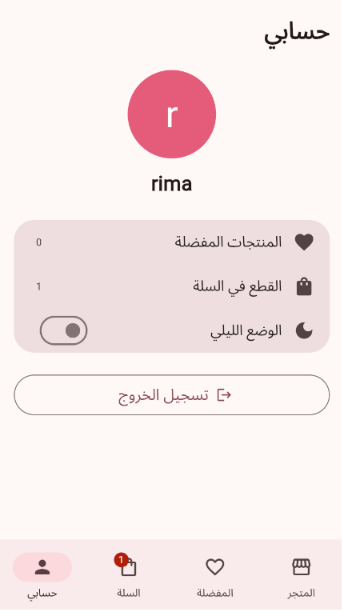 حسابي
r
rima
المنتجات المفضلة 0
القطع في السلة 1
الوضع الليلي
تسجيل الخروج
1
المتجر المفضلة السلة حسابي